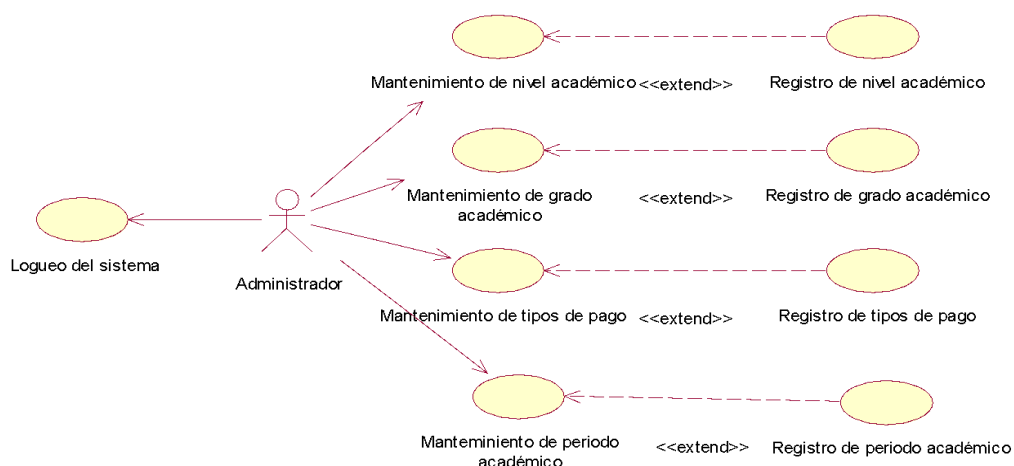 Mantenimiento de nivel académico <<extend>> Registro de nivel académico
Mantenimiento de grado
académico
<<extend>>
Registro de grado académico
Logueo del sistema
Administrador
Mantenimiento de tipos de pago <<extend>> Registro de tipos de pago
Manteminiento de periodo
académico
<<extend>>
Registro de periodo académico